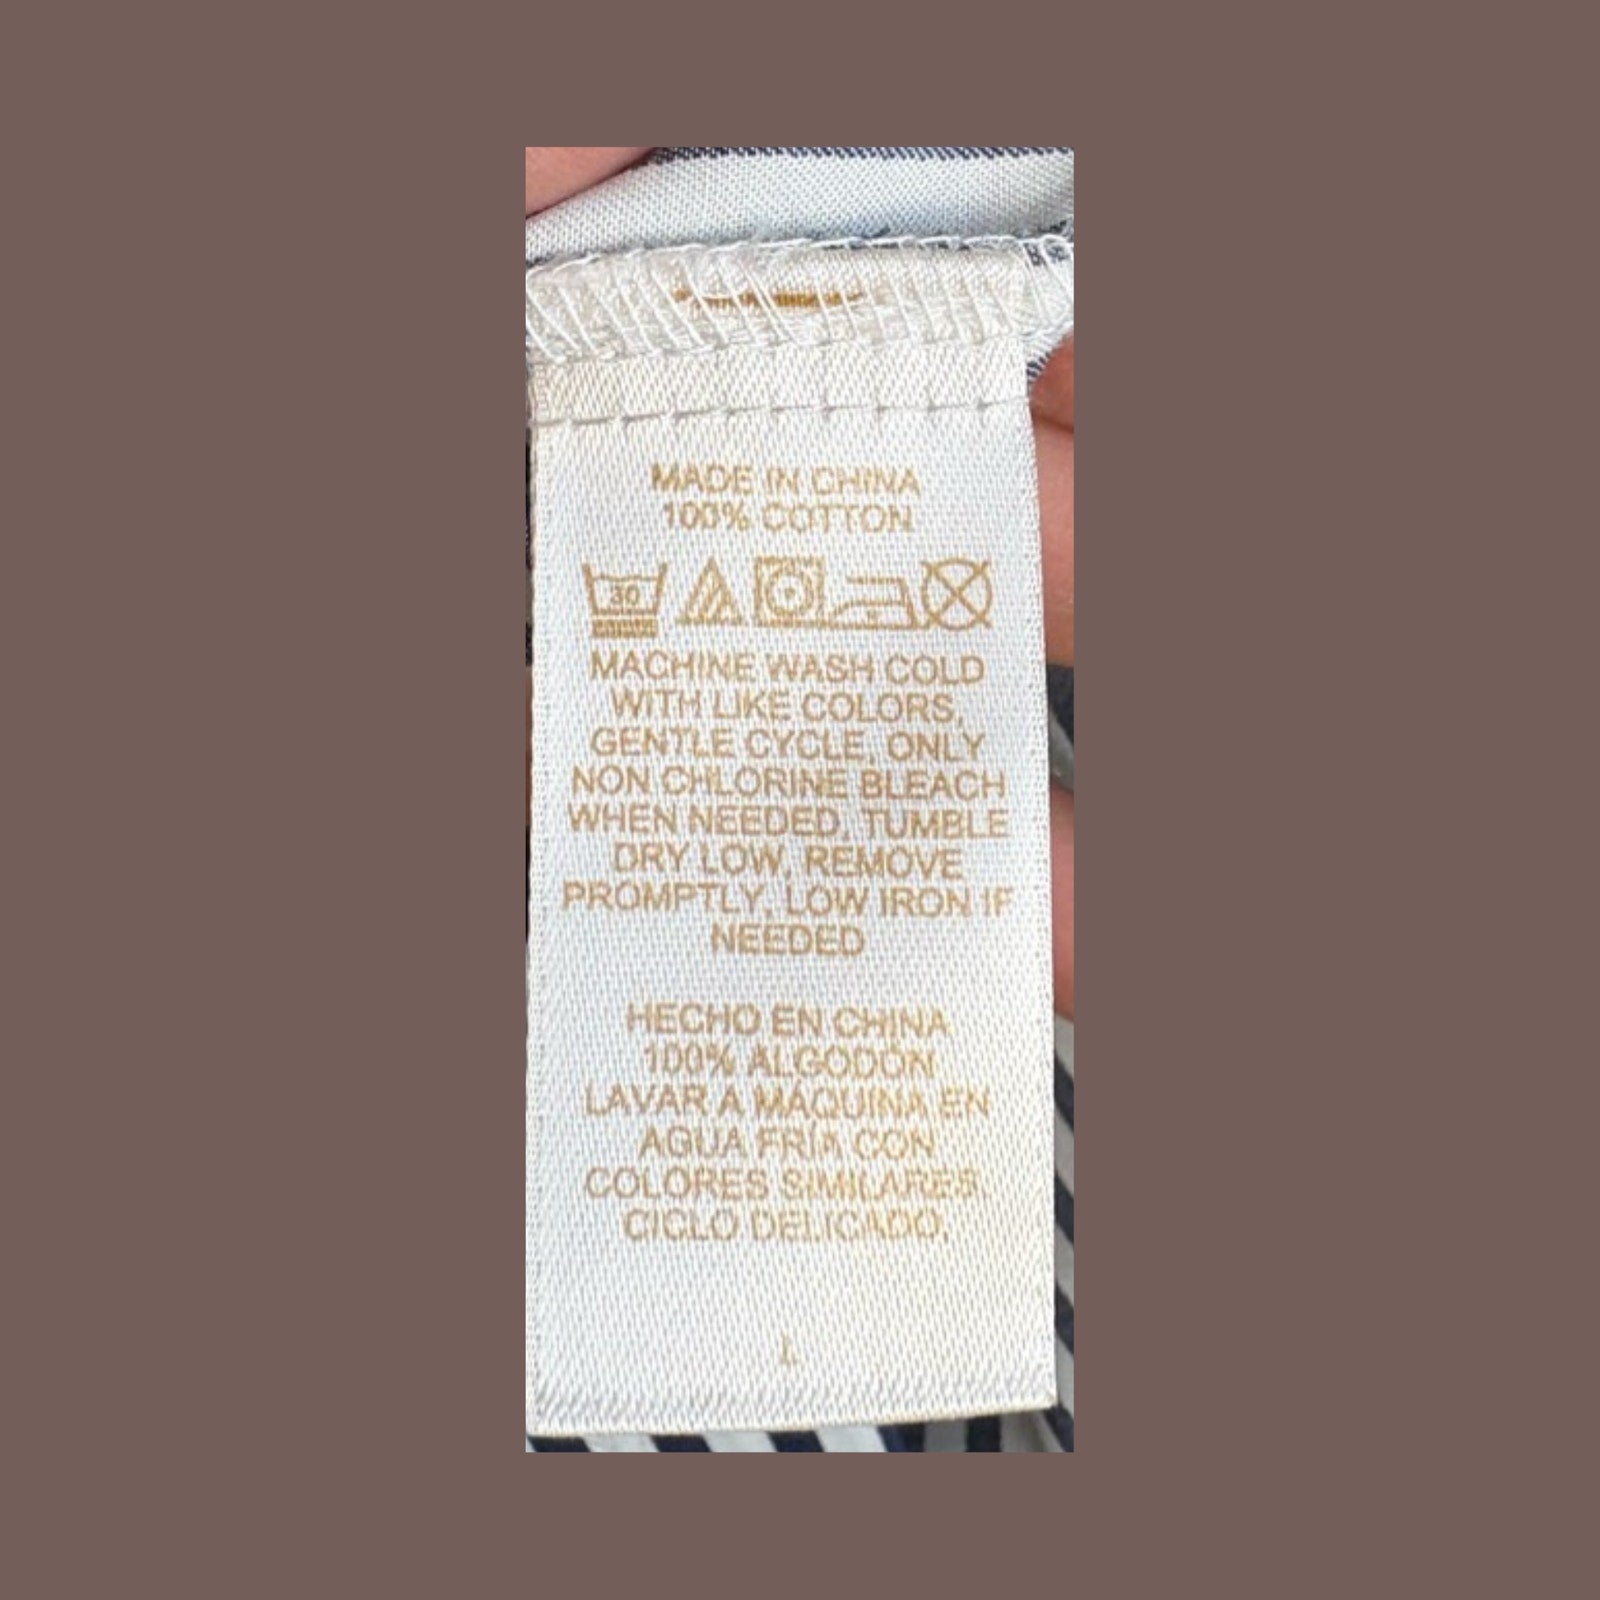 MADE IN CHINA
100% COTTON
30
MACHINE WASH COLD
WITH LIKE COLORS,
GENTLE CYCLE, ONLY
NON CHLORINE BLEACH
WHEN NEEDED, TUMBLE
DRY LOW, REMOVE
PROMPTLY, LOW IRON IF
NEEDED
HECHO EN CHINA
100% ALGODÓN
LAVAR A MÁQUINA EN
AGUA FRÍA CON
COLORES SIMILARES.
CICLO DELICADO.
L